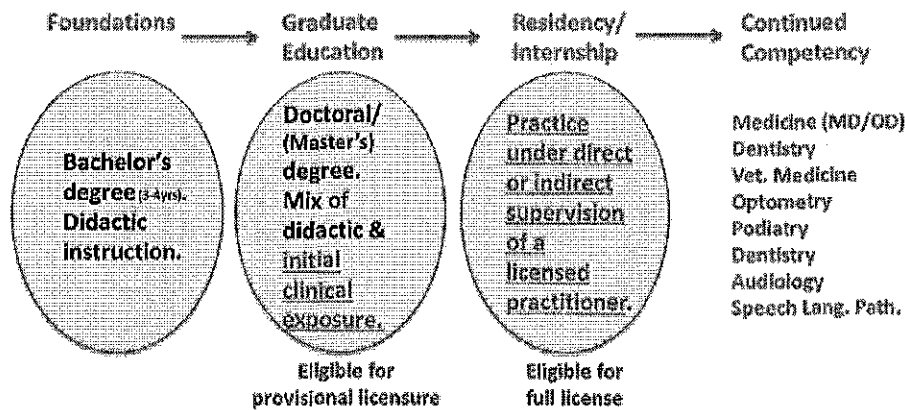 Foundations
Graduate
Education
Residency/
Internship
Continued
Competency
Bachelor's
degree (3-4yrs).
Didactic
instruction.
Doctoral/
(Master's)
degree.
Mix of
didactic &
initial
clinical
exposure.
Eligible for
provisional licensure
Practice
under direct
or indirect
supervision
of a
licensed
practitioner.
Eligible for
full license
Medicine (MD/OD)
Dentistry
Vet. Medicine
Optometry
Podiatry
Dentistry
Audiology
Speech Lang. Path.